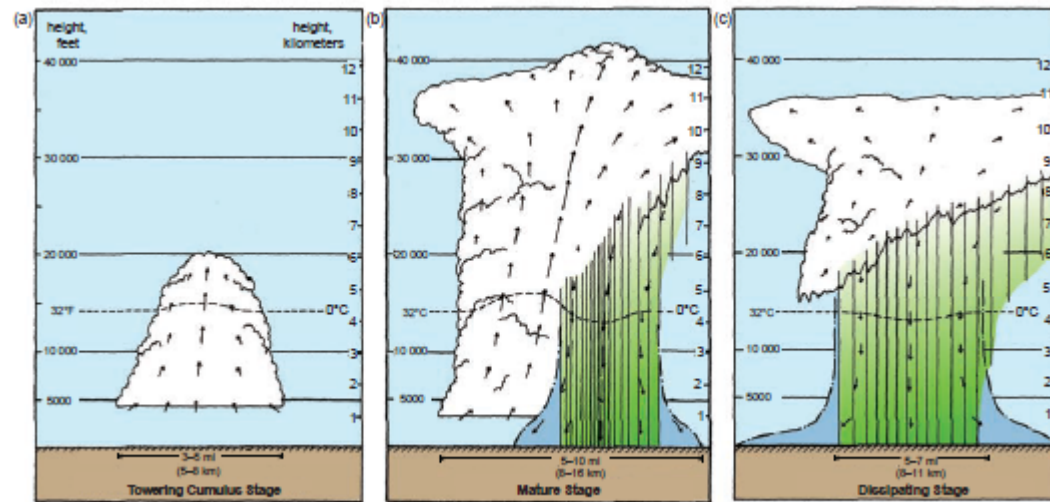 (a)
height,
feet
height,
kilometers
40 000
30 000
20 000
10 000
5000
32°F
0°C
12
11
10
9
8
7
6
5
4
3
2
1
3–5 mi
(5–8 km)
Towering Cumulus Stage
(b)
40 000
30 000
20 000
10 000
5000
32°C
0°C
12
11
10
9
8
7
6
5
4
3
2
1
5–10 mi
(8–16 km)
Mature Stage
(c)
40 000
30 000
20 000
10 000
5000
32°C
0°C
12
11
10
9
8
7
6
5
4
3
2
1
5–7 mi
(8–11 km)
Dissipating Stage